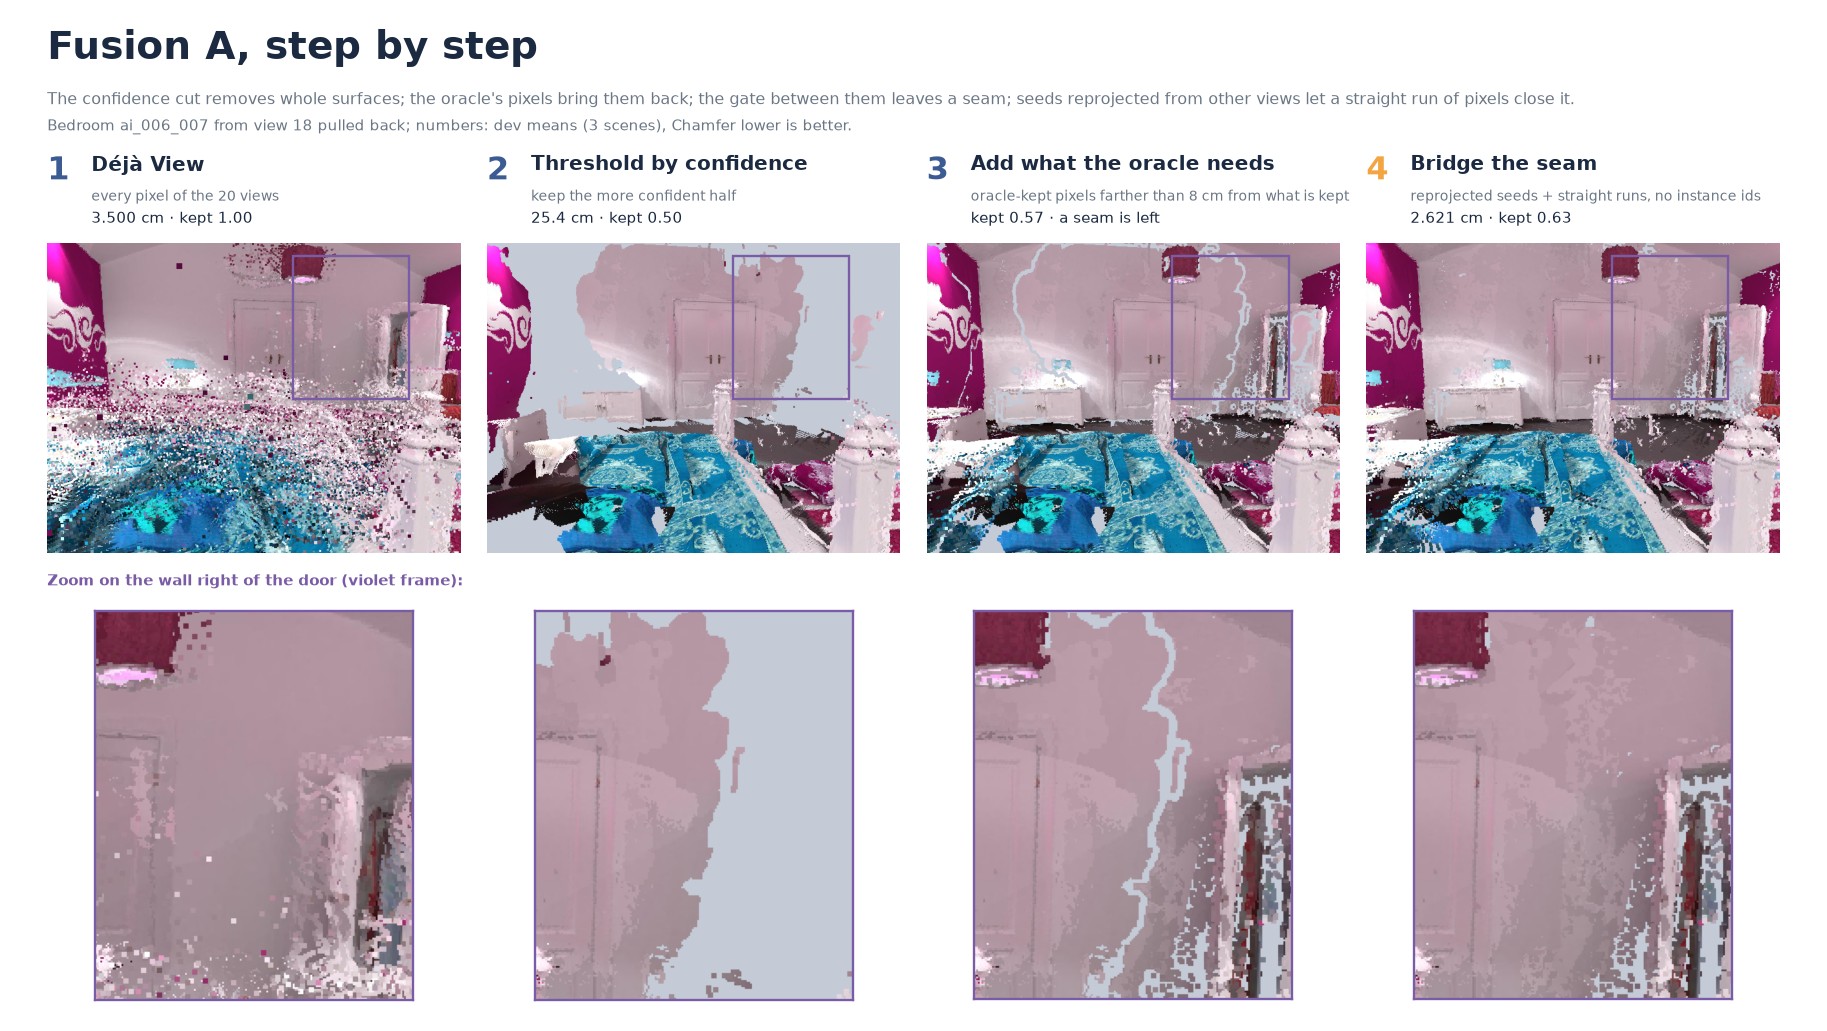 Fusion A, step by step
The confidence cut removes whole surfaces; the oracle's pixels bring them back; the gate between them leaves a seam; seeds reprojected from other views let a straight run of pixels close it.
Bedroom ai_006_007 from view 18 pulled back; numbers: dev means (3 scenes), Chamfer lower is better.
1 Déjà View
every pixel of the 20 views
3.500 cm · kept 1.00
2 Threshold by confidence
keep the more confident half
25.4 cm · kept 0.50
3 Add what the oracle needs
oracle-kept pixels farther than 8 cm from what is kept
kept 0.57 · a seam is left
4 Bridge the seam
reprojected seeds + straight runs, no instance ids
2.621 cm · kept 0.63
Zoom on the wall right of the door (violet frame):